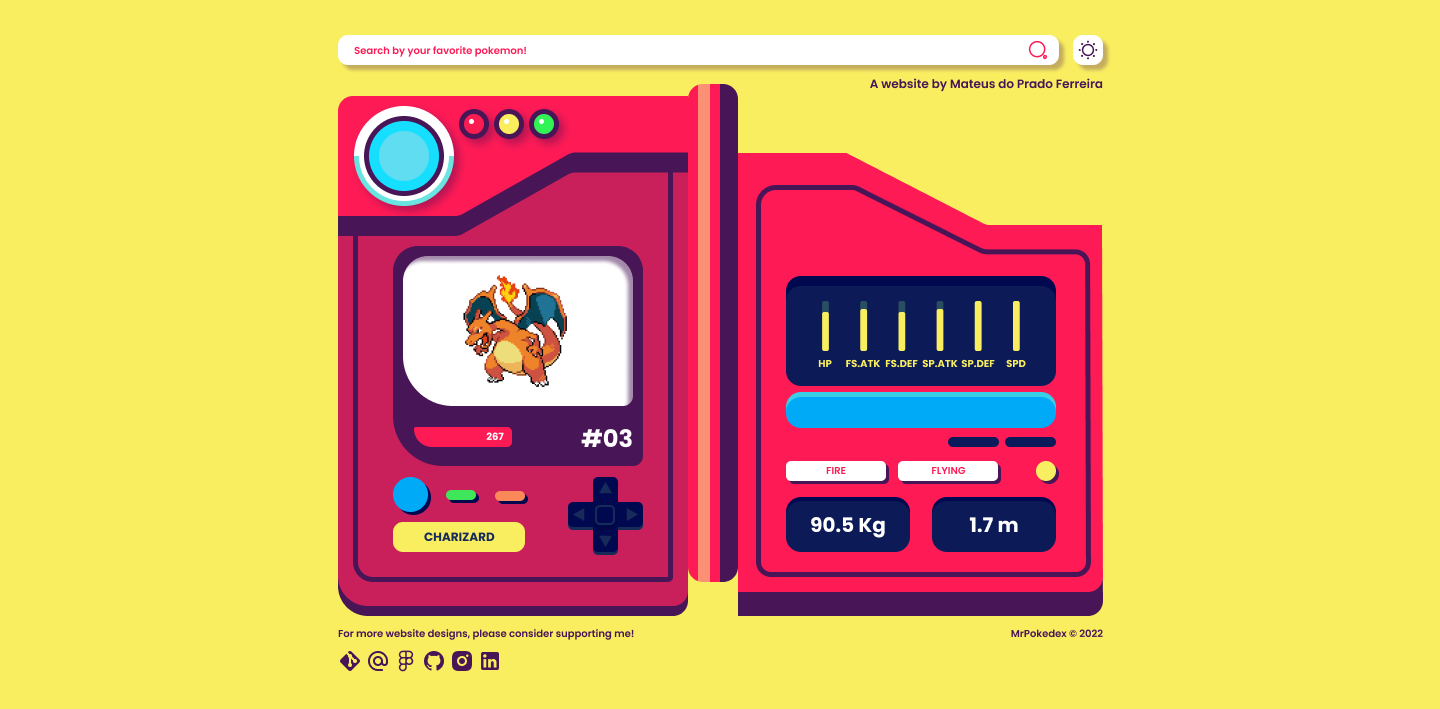 Search by your favorite pokemon!
A website by Mateus do Prado Ferreira
267
#03
CHARIZARD
HP FS.ATK FS.DEF SP.ATK SP.DEF SPD
FIRE FLYING
90.5 Kg 1.7 m
For more website designs, please consider supporting me!
MrPokedex © 2022
in